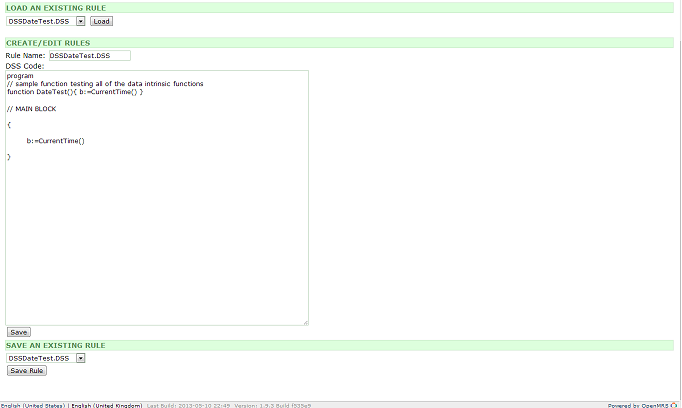 LOAD AN EXISTING RULE
DSSDateTest.DSS Load
CREATE/EDIT RULES
Rule Name: DSSDateTest.DSS
DSS Code:
program
// sample function testing all of the data intrinsic functions
function DateTest(){ b:=CurrentTime() }
// MAIN BLOCK
{
b:=CurrentTime()
}
Save
SAVE AN EXISTING RULE
DSSDateTest.DSS
Save Rule
English (United States) | English (United Kingdom) Last Build: 2013-05-10 22:49 Version: 1.9.3 Build f535e9 Powered by OpenMRS